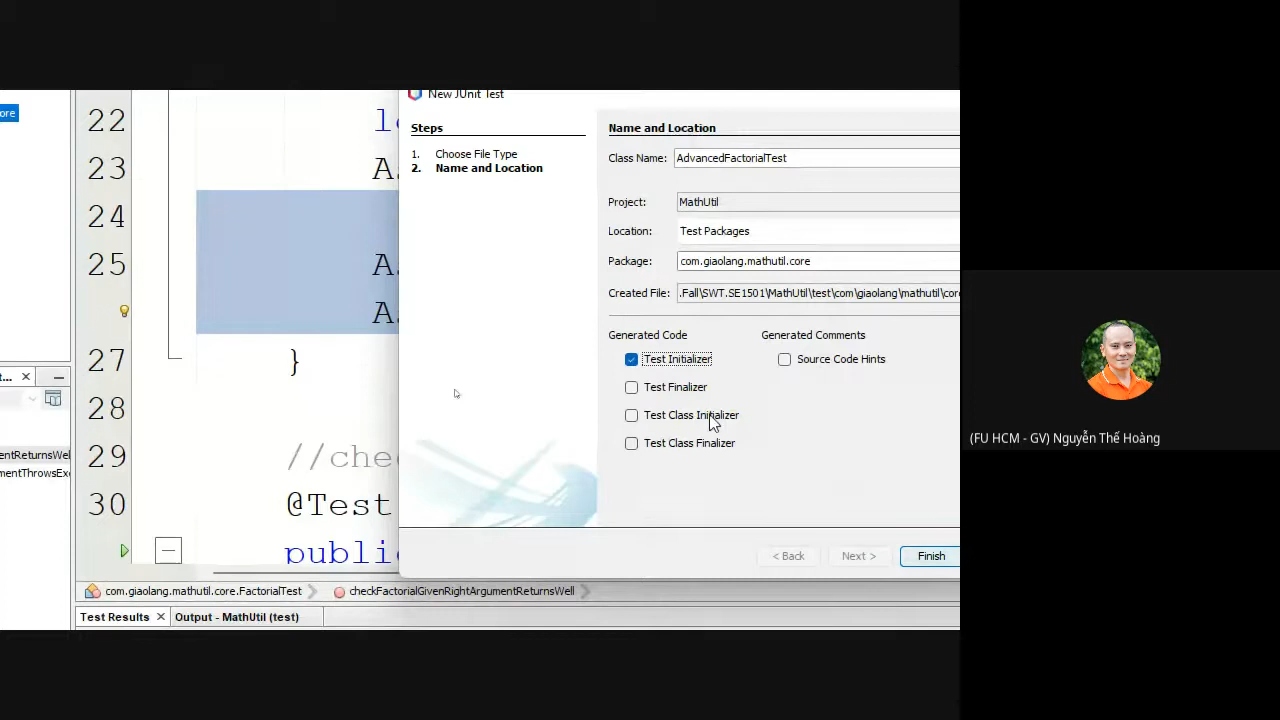 ore
22
23
24
25
27
28
29
30
A
A
}
//che
@Test
publi
New JUnit Test
Steps
1. Choose File Type
2. Name and Location
Name and Location
Class Name: AdvancedFactorialTest
Project: MathUtil
Location: Test Packages
Package: com.giaolang.mathutil.core
Created File: .Fall\SWT.SE1501\MathUtil\test\com\giaolang\mathutil\core
Generated Code
Generated Comments
Test Initializer
Source Code Hints
Test Finalizer
Test Class Initializer
Test Class Finalizer
< Back
Next >
Finish
t...
entReturnsWel
mentThrowsExc
com.giaolang.mathutil.core.FactorialTest
checkFactorialGivenRightArgumentReturnsWell
Test Results
Output - MathUtil (test)
(FU HCM - GV) Nguyễn Thế Hoàng